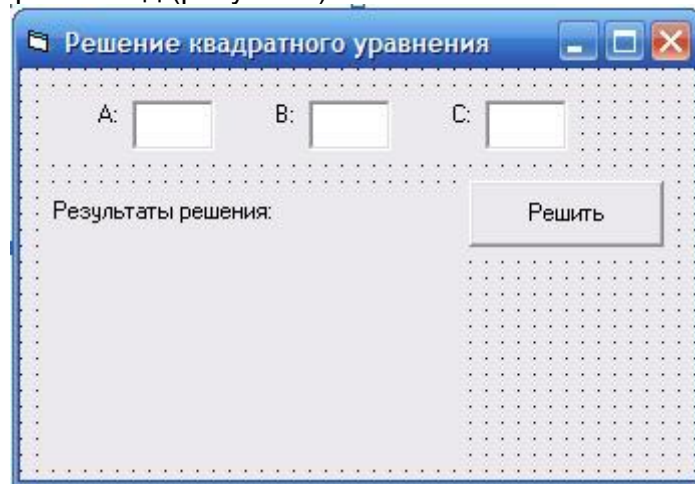 Решение квадратного уравнения
A: B: C:
Результаты решения:
Решить